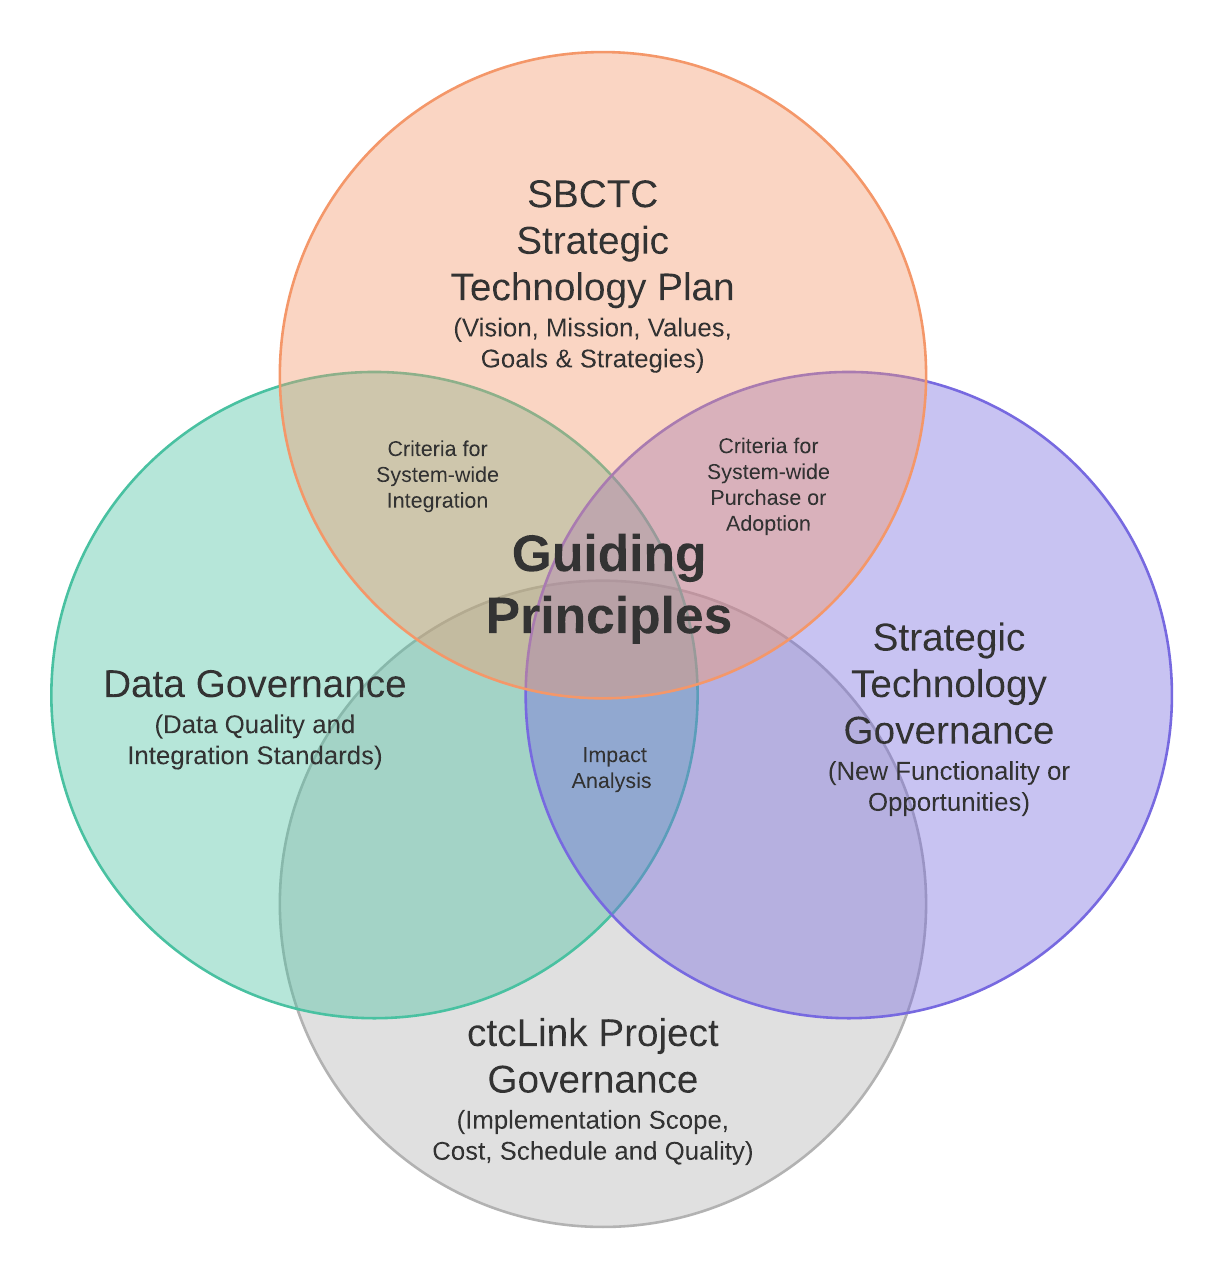 SBCTC
Strategic
Technology Plan
(Vision, Mission, Values,
Goals & Strategies)
Criteria for
System-wide
Integration
Criteria for
System-wide
Purchase or
Adoption
Guiding
Principles
Data Governance
(Data Quality and
Integration Standards)
Strategic
Technology
Governance
(New Functionality or
Opportunities)
Impact
Analysis
ctcLink Project
Governance
(Implementation Scope,
Cost, Schedule and Quality)